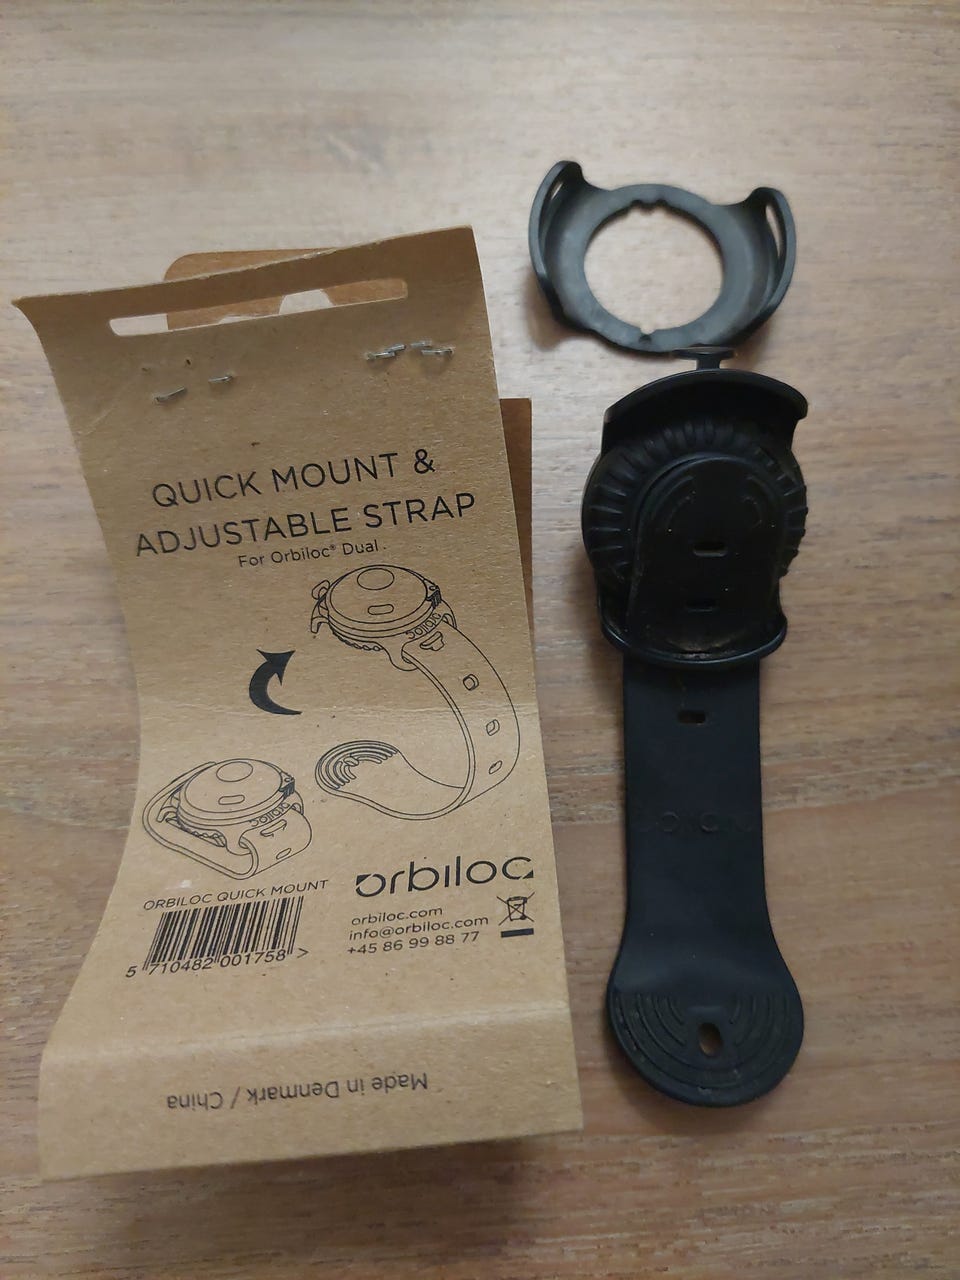 QUICK MOUNT &
ADJUSTABLE STRAP
For Orbiloc® Dual
orbiloc
ORBILOC QUICK MOUNT
5 710482 001758 >
orbiloc
orbiloc.com
info@orbiloc.com
+45 86 99 88 77
Made in Denmark / China